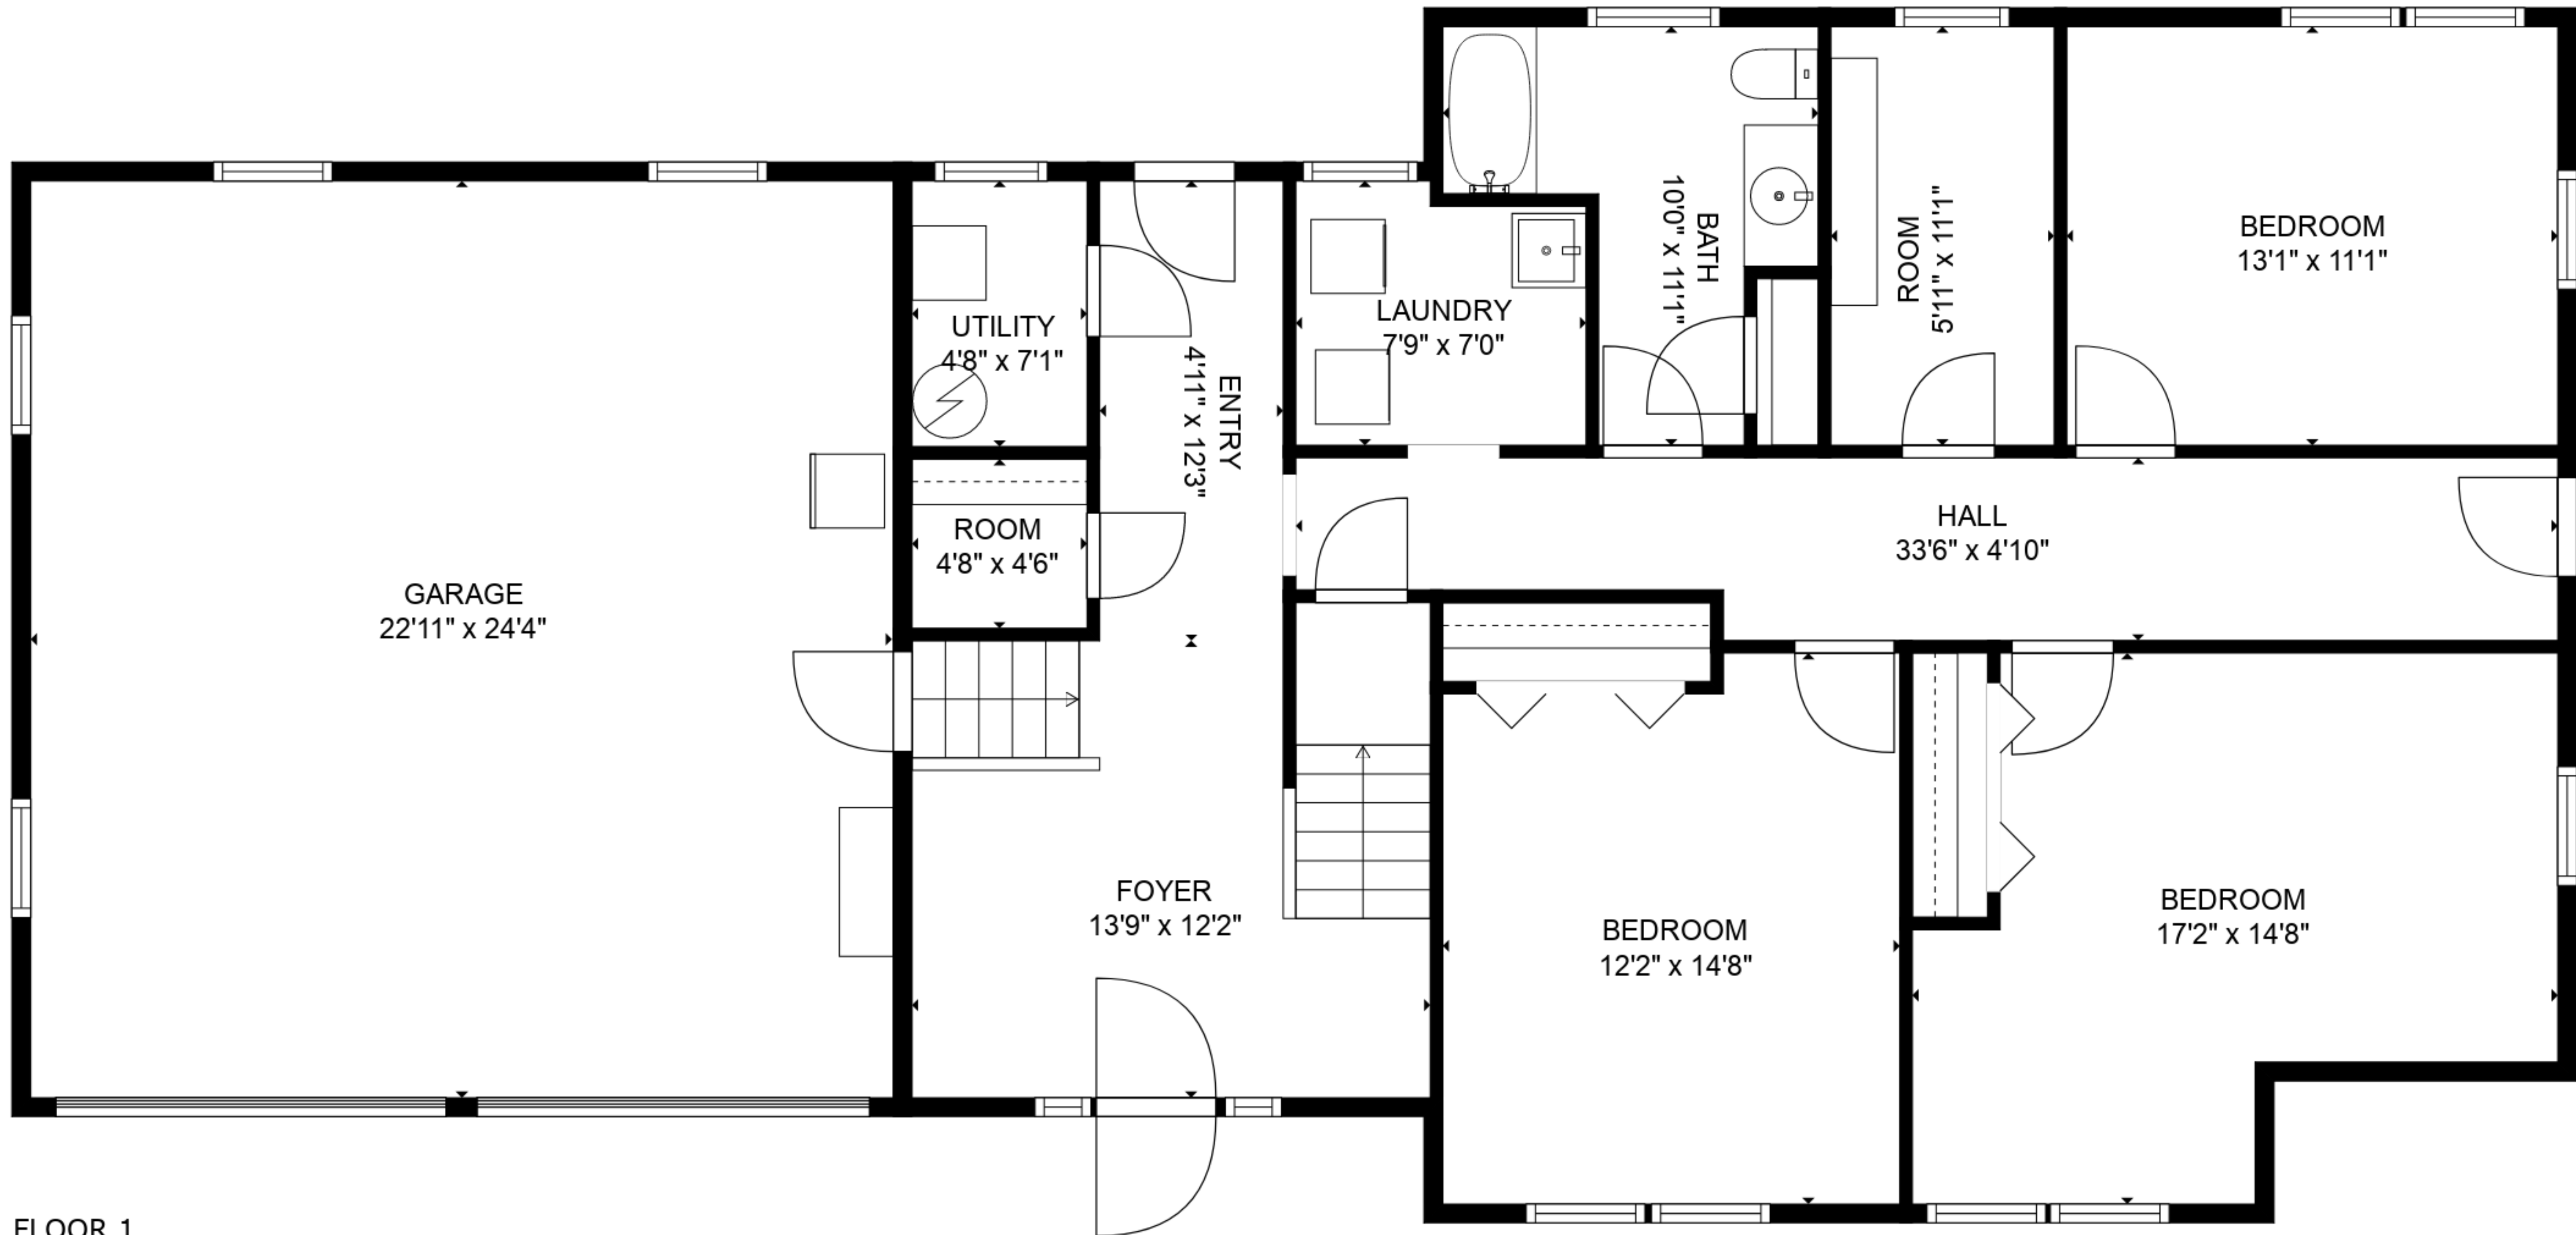 BATH
10'0" x 11'1"
ROOM
5'11" x 11'1"
BEDROOM
13'1" x 11'1"
LAUNDRY
7'9" x 7'0"
UTILITY
4'8" x 7'1"
ENTRY
4'11" x 12'3"
ROOM
4'8" x 4'6"
HALL
33'6" x 4'10"
GARAGE
22'11" x 24'4"
FOYER
13'9" x 12'2"
BEDROOM
12'2" x 14'8"
BEDROOM
17'2" x 14'8"
FLOOR 1